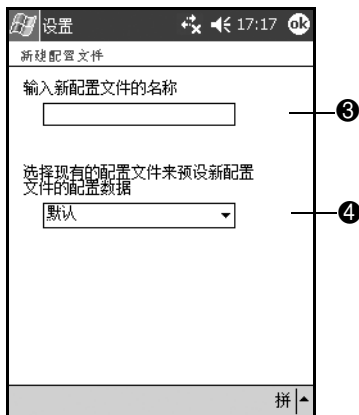 设置 17:17 ok
新建配置文件
输入新配置文件的名称
3
选择现有的配置文件来预设新配置
文件的配置数据
默认
4
拼